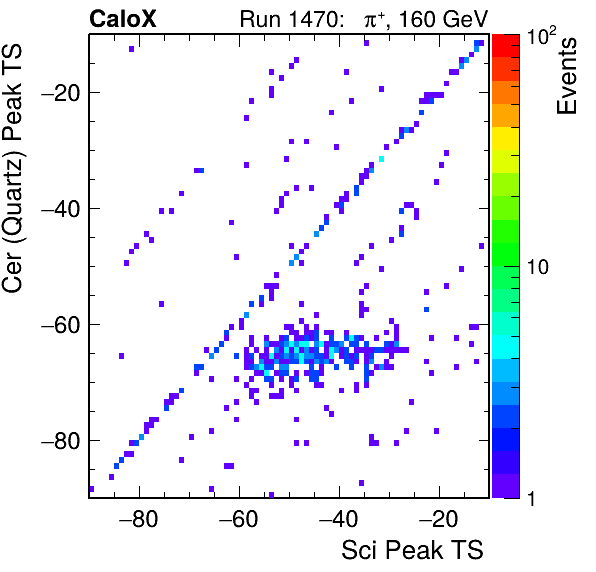 CaloX Run 1470: π⁺, 160 GeV
Cer (Quartz) Peak TS
−20
−40
−60
−80
−80 −60 −40 −20
Sci Peak TS
10²
10
1
Events